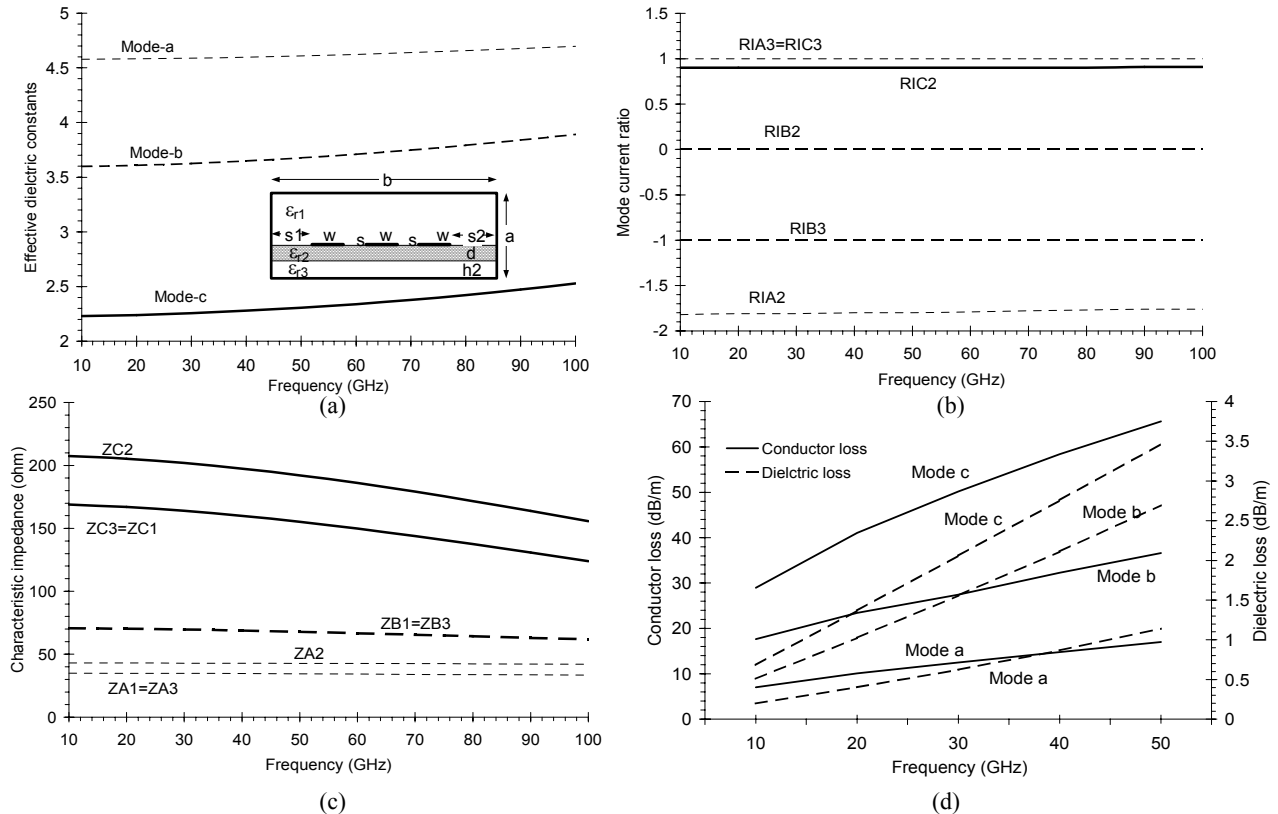 5
4.5
4
3.5
3
2.5
2
Effective dielctric constants
Mode-a
Mode-b
Mode-c
b
εr1
s1 w s w s w s2
a
εr2
d
εr3
h2
10 20 30 40 50 60 70 80 90 100
Frequency (GHz)
(a)
1.5
1
0.5
0
-0.5
-1
-1.5
-2
Mode current ratio
RIA3=RIC3
RIC2
RIB2
RIB3
RIA2
10 20 30 40 50 60 70 80 90 100
Frequency (GHz)
(b)
250
200
150
100
50
0
Characteristic impedance (ohm)
ZC2
ZC3=ZC1
ZB1=ZB3
ZA2
ZA1=ZA3
10 20 30 40 50 60 70 80 90 100
Frequency (GHz)
(c)
70
60
50
40
30
20
10
0
Conductor loss (dB/m)
Conductor loss
Dielctric loss
Mode c
Mode c
Mode b
Mode b
Mode a
Mode a
4
3.5
3
2.5
2
1.5
1
0.5
0
Dielectric loss (dB/m)
10 20 30 40 50
Frequency (GHz)
(d)